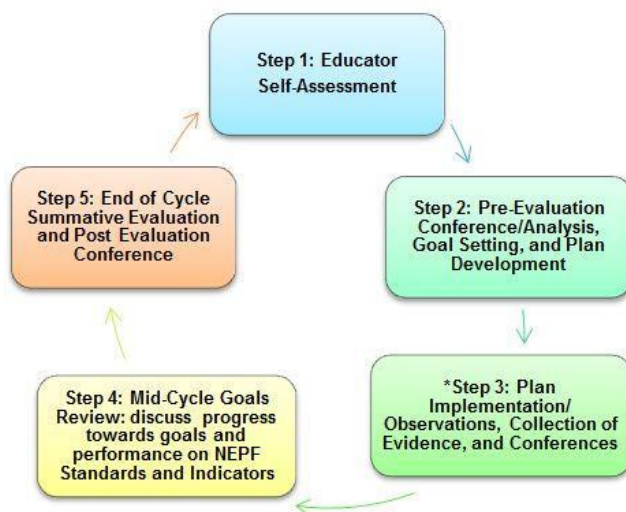 Step 1: Educator
Self-Assessment
Step 2: Pre-Evaluation
Conference/Analysis,
Goal Setting, and Plan
Development
*Step 3: Plan
Implementation/
Observations, Collection of
Evidence, and Conferences
Step 4: Mid-Cycle Goals
Review: discuss progress
towards goals and
performance on NEPF
Standards and Indicators
Step 5: End of Cycle
Summative Evaluation
and Post Evaluation
Conference